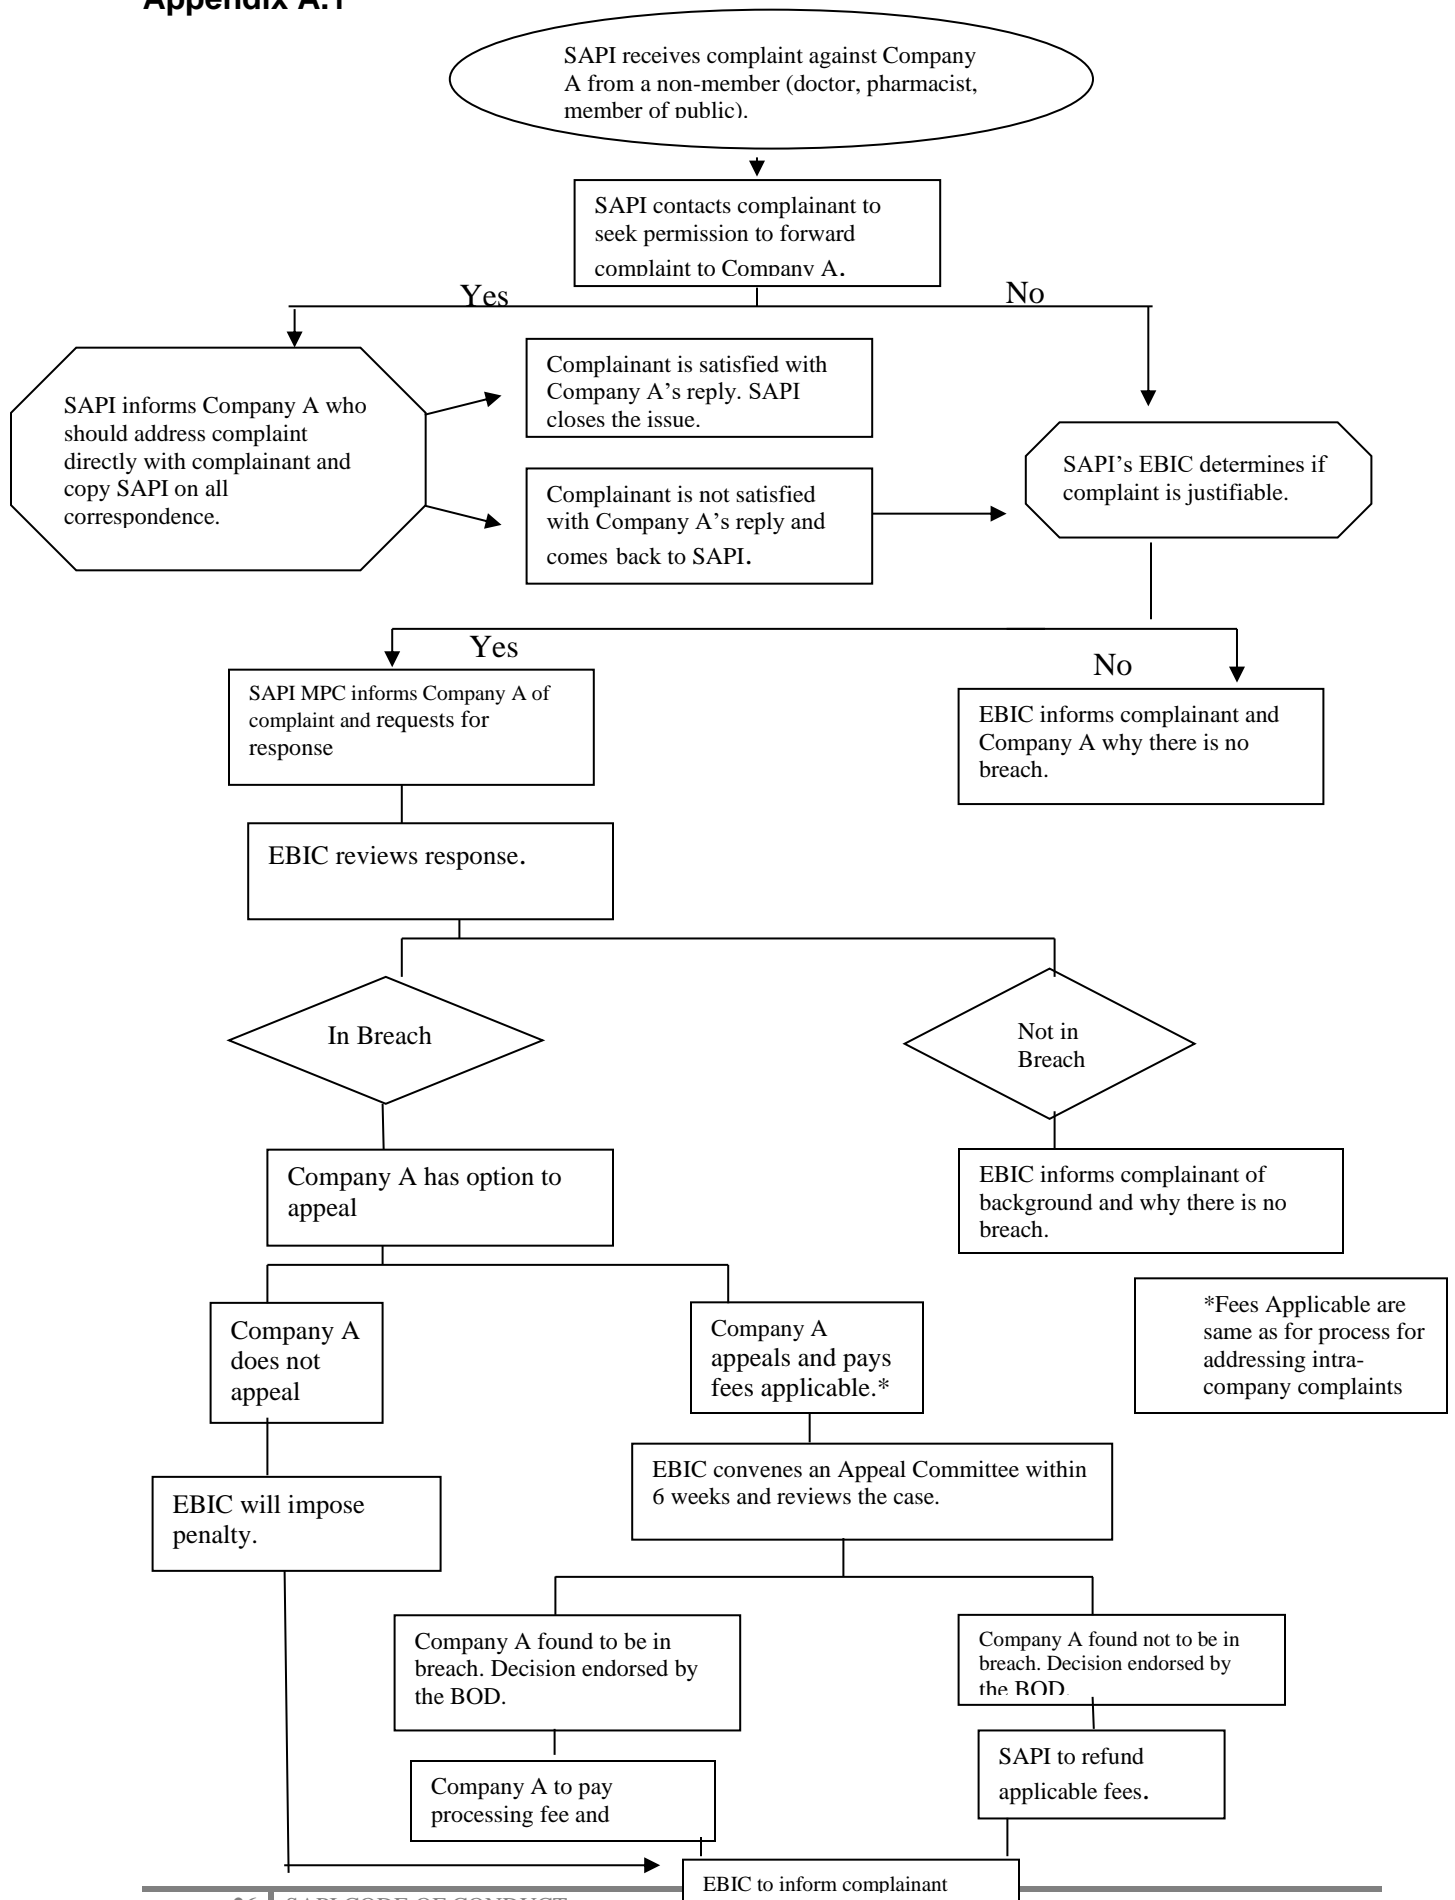 Appendix A.1
SAPI receives complaint against Company
A from a non-member (doctor, pharmacist,
member of public).
SAPI contacts complainant to
seek permission to forward
complaint to Company A.
Yes
No
SAPI informs Company A who
should address complaint
directly with complainant and
copy SAPI on all
correspondence.
Complainant is satisfied with
Company A’s reply. SAPI
closes the issue.
Complainant is not satisfied
with Company A’s reply and
comes back to SAPI.
SAPI’s EBIC determines if
complaint is justifiable.
Yes
No
SAPI MPC informs Company A of
complaint and requests for
response
EBIC informs complainant and
Company A why there is no
breach.
EBIC reviews response.
In Breach
Not in
Breach
Company A has option to
appeal
EBIC informs complainant of
background and why there is no
breach.
Company A
does not
appeal
Company A
appeals and pays
fees applicable.*
*Fees Applicable are
same as for process for
addressing intra-
company complaints
EBIC will impose
penalty.
EBIC convenes an Appeal Committee within
6 weeks and reviews the case.
Company A found to be in
breach. Decision endorsed by
the BOD.
Company A found not to be in
breach. Decision endorsed by
the BOD.
Company A to pay
processing fee and
SAPI to refund
applicable fees.
EBIC to inform complainant
SAPI CODE OF CONDUCT